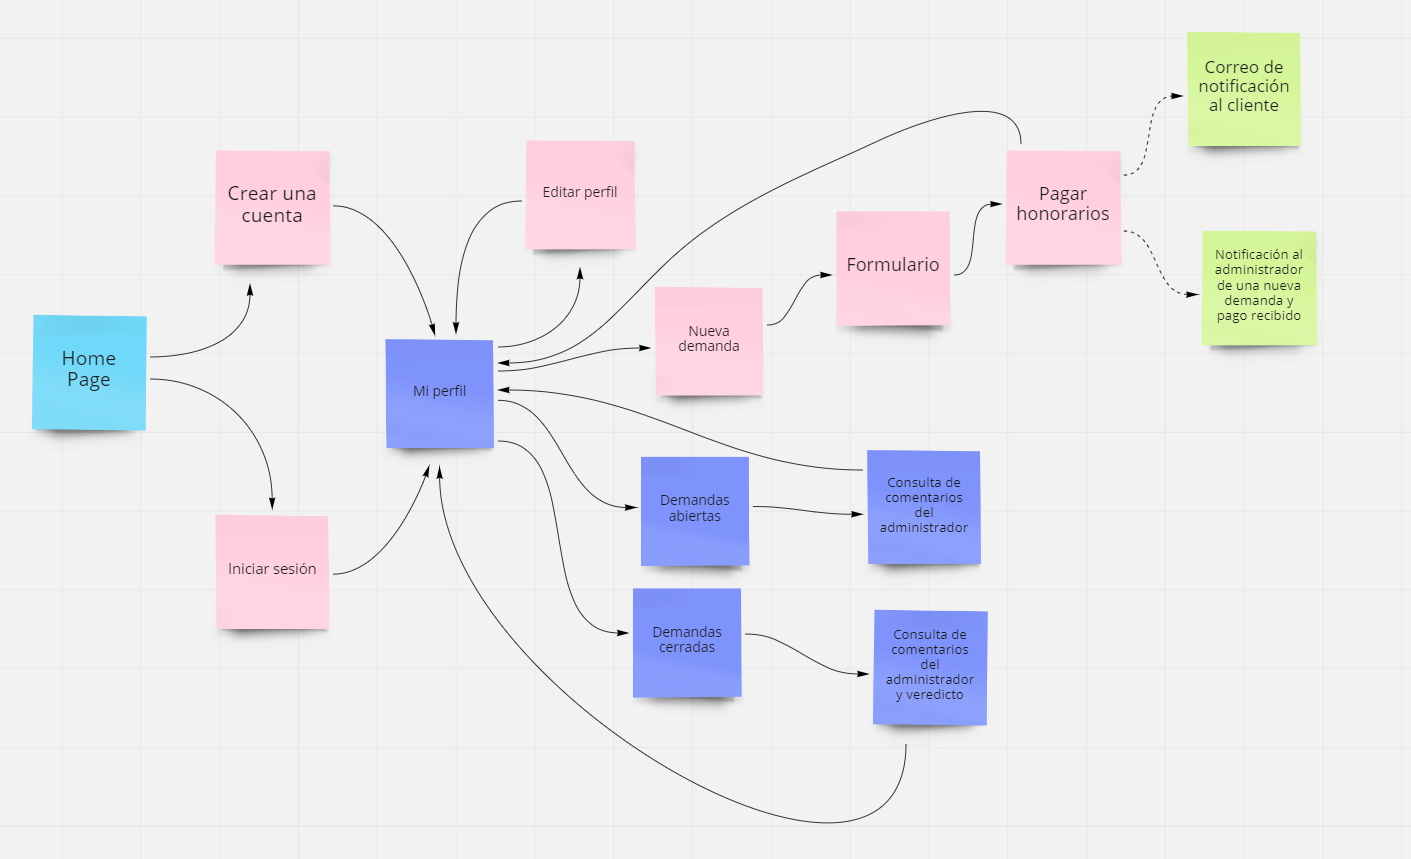 Home
Page
Crear una
cuenta
Iniciar sesión
Mi perfil
Editar perfil
Nueva
demanda
Formulario
Pagar
honorarios
Correo de
notificación
al cliente
Notificación al
administrador
de una nueva
demanda y
pago recibido
Demandas
abiertas
Consulta de
comentarios
del
administrador
Demandas
cerradas
Consulta de
comentarios
del
administrador
y veredicto